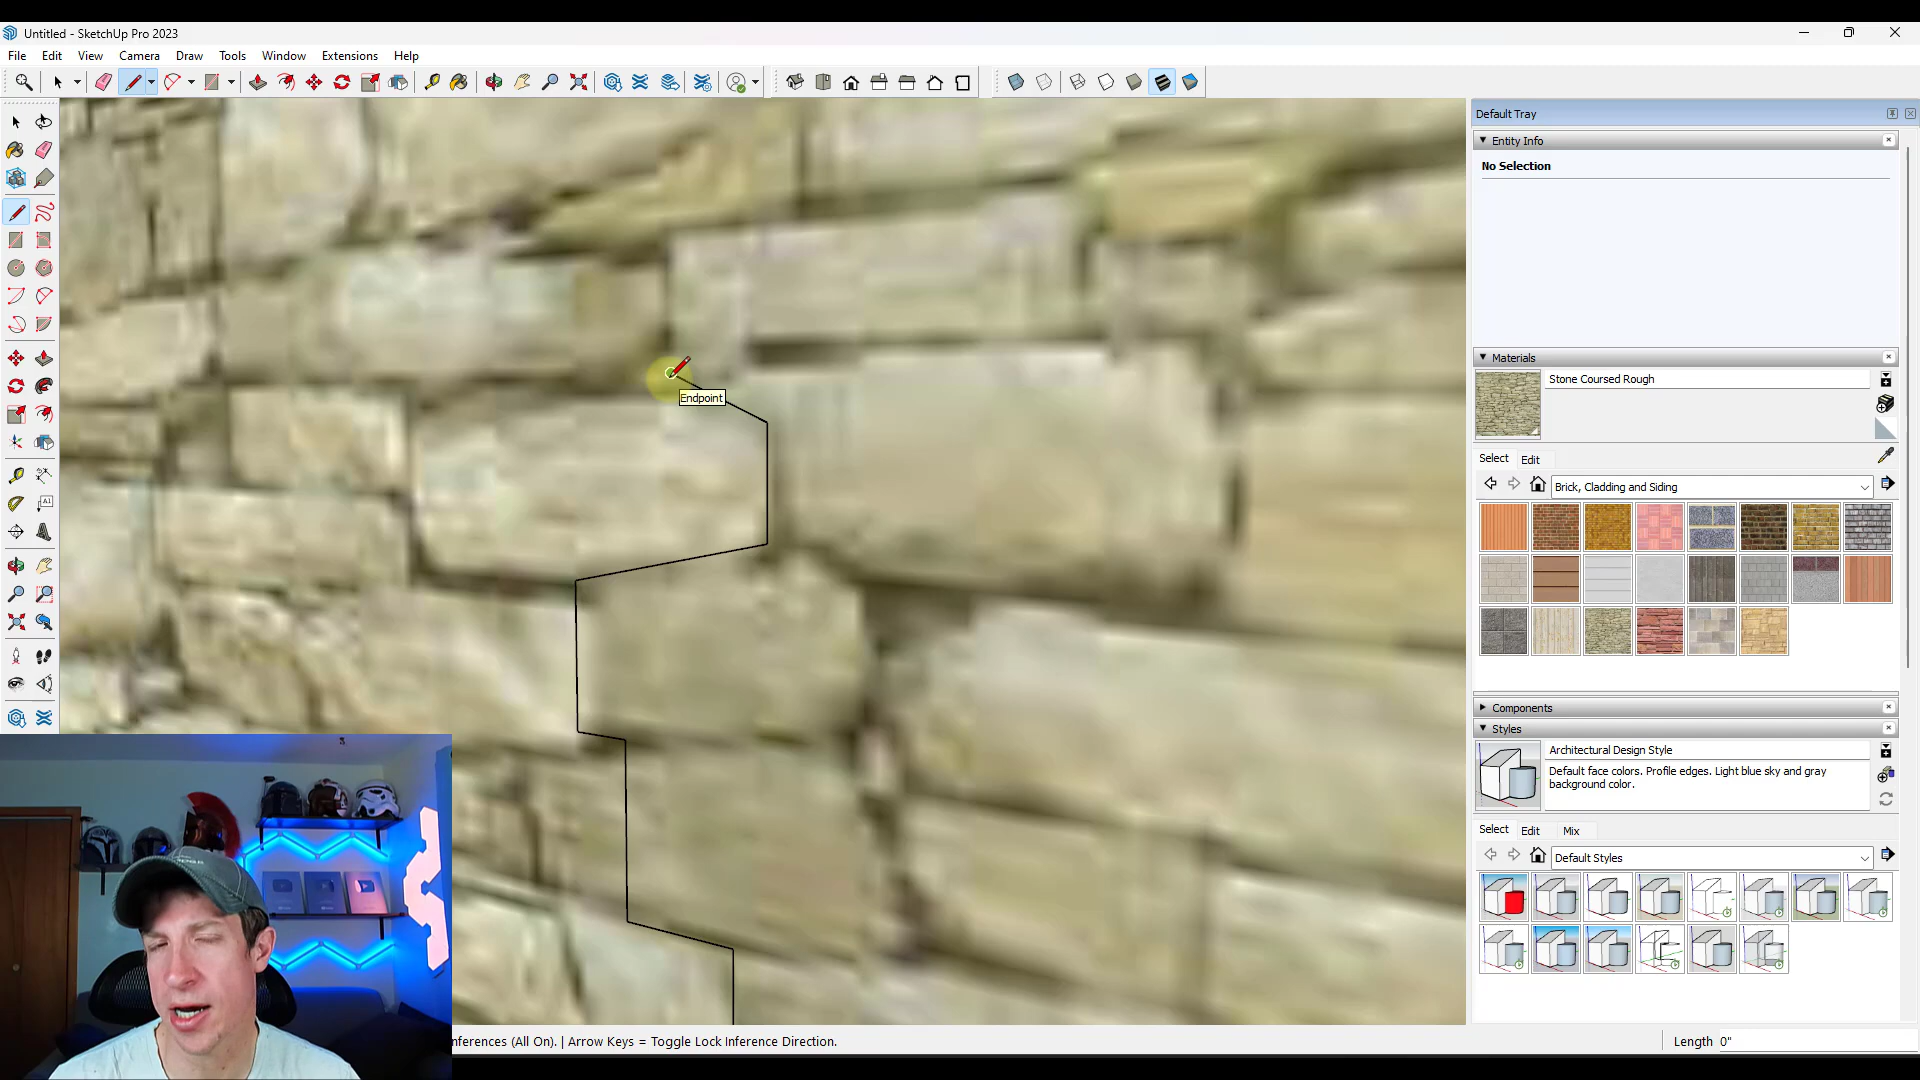 Untitled - SketchUp Pro 2023
File Edit View Camera Draw Tools Window Extensions Help
Default Tray
Entity Info
No Selection
Materials
Stone Coursed Rough
Select Edit
Brick, Cladding and Siding
Endpoint
Components
Styles
Architectural Design Style
Default face colors. Profile edges. Light blue sky and gray
background color.
Select Edit Mix
Default Styles
nferences (All On). | Arrow Keys = Toggle Lock Inference Direction.
Length 0"